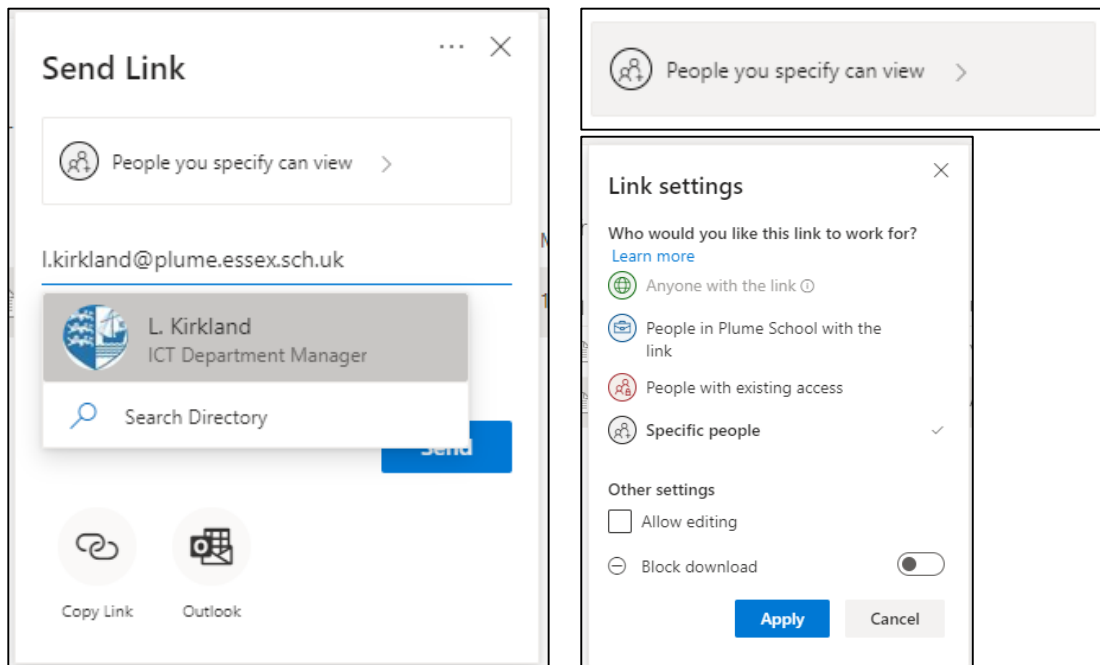 Send Link
People you specify can view
l.kirkland@plume.essex.sch.uk
L. Kirkland
ICT Department Manager
Search Directory
Send
Copy Link
Outlook
People you specify can view
Link settings
Who would you like this link to work for?
Learn more
Anyone with the link
People in Plume School with the
link
People with existing access
Specific people
Other settings
Allow editing
Block download
Apply
Cancel